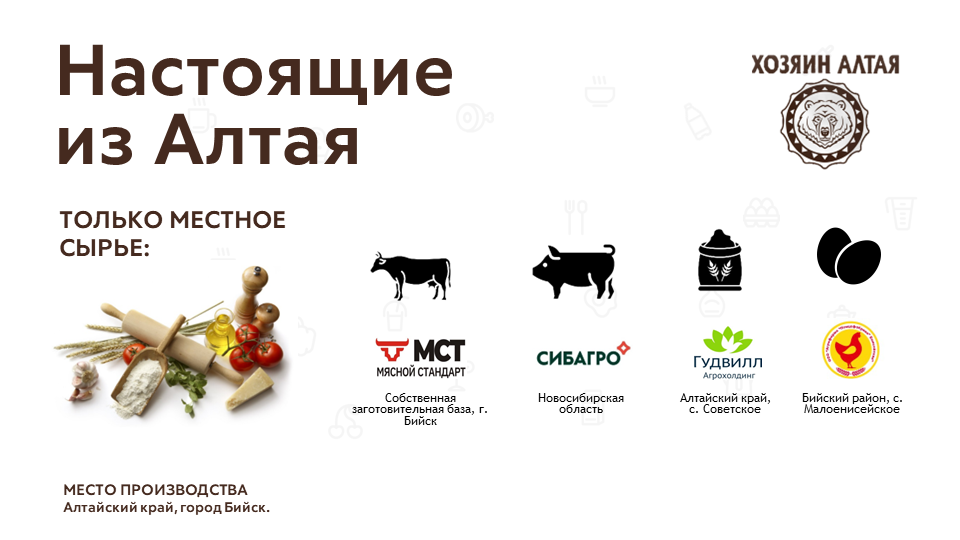 Настоящие
из Алтая
ХОЗЯИН АЛТАЯ
ТОЛЬКО МЕСТНОЕ
СЫРЬЕ:
МСТ
МЯСНОЙ СТАНДАРТ
СИБАГРО
ГУДВИЛЛ
Агрохолдинг
Собственная
заготовительная база, г.
Бийск
Новосибирская
область
Алтайский край,
с. Советское
Бийский район, с.
Малоенисейское
МЕСТО ПРОИЗВОДСТВА
Алтайский край, город Бийск.